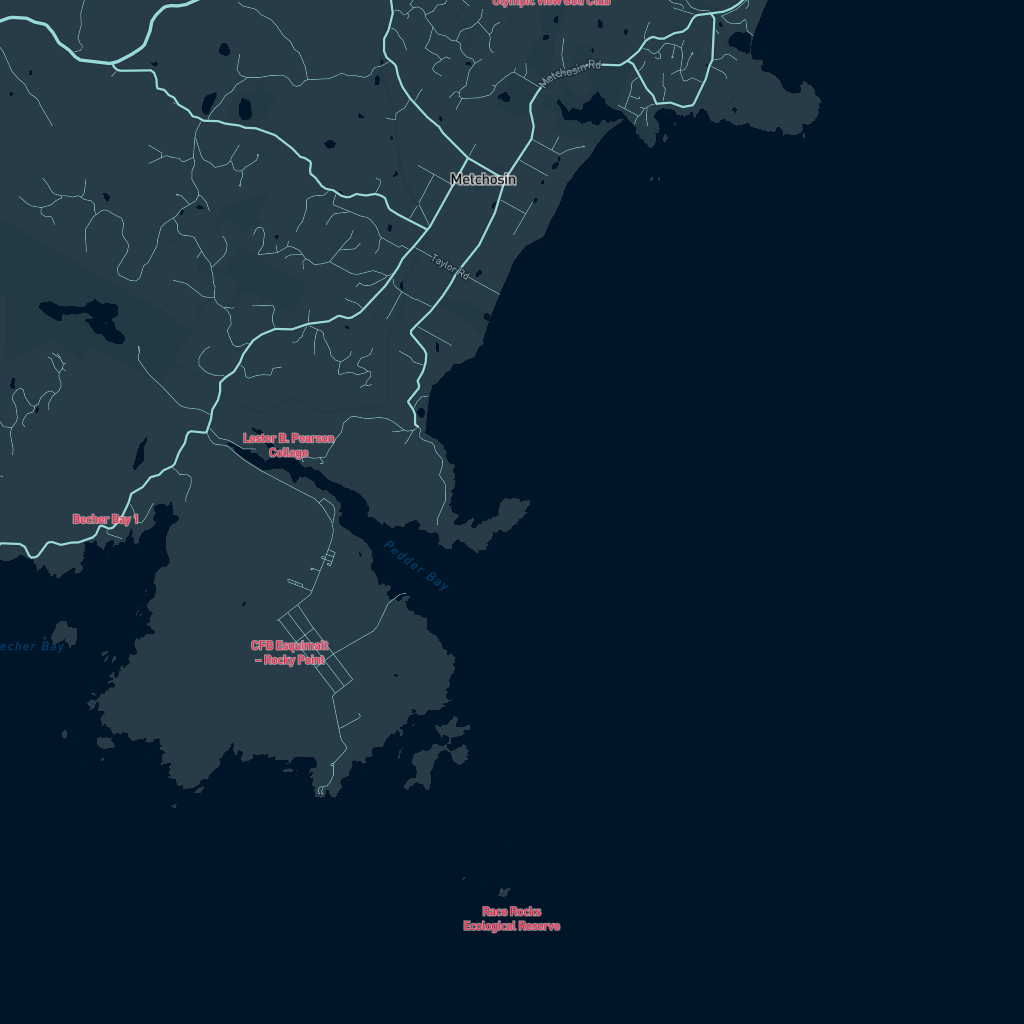 Olympic View Golf Club
Metchosin Rd
Metchosin
Taylor Rd
Lester B. Pearson
College
Becher Bay 1
Pedder Bay
CFB Esquimalt
– Rocky Point
echer Bay
Race Rocks
Ecological Reserve